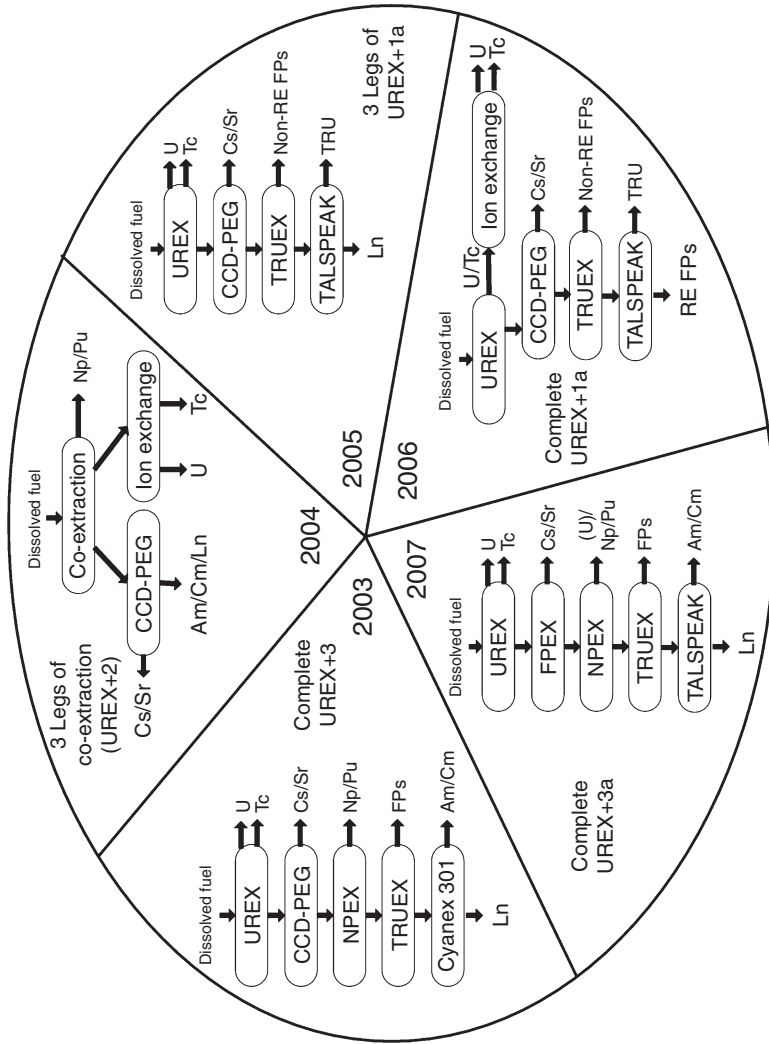 Dissolved fuel
UREX
U
Tc
CCD-PEG
Cs/Sr
NPEX
Np/Pu
TRUEX
FPs
Cyanex 301
Am/Cm
Ln
Complete
UREX+3
2003
3 Legs of
co-extraction
(UREX+2)
Dissolved fuel
Co-extraction
Np/Pu
CCD-PEG
Cs/Sr
Am/Cm/Ln
Ion exchange
U
Tc
2004
Dissolved fuel
UREX
U
Tc
CCD-PEG
Cs/Sr
TRUEX
Non-RE FPs
TALSPEAK
TRU
Ln
3 Legs of
UREX+1a
2005
Dissolved fuel
UREX
U/Tc
Ion exchange
U
Tc
CCD-PEG
Cs/Sr
TRUEX
Non-RE FPs
TALSPEAK
TRU
RE FPs
Complete
UREX+1a
2006
Dissolved fuel
UREX
U
Tc
FPEX
Cs/Sr
NPEX
(U)/
Np/Pu
TRUEX
FPs
TALSPEAK
Am/Cm
Ln
Complete
UREX+3a
2007